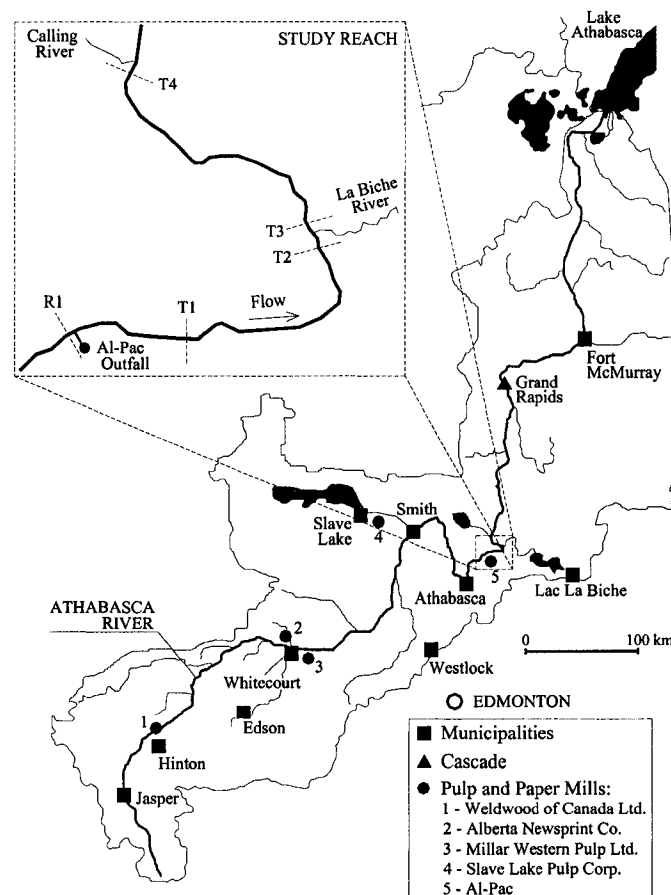 Lake
Athabasca
Calling
River
STUDY REACH
T4
La Biche
River
T3
T2
R1
T1
Flow
Al-Pac
Outfall
Fort
McMurray
Grand
Rapids
Smith
Slave
Lake
4
5
Athabasca
Lac La Biche
ATHABASCA
RIVER
2
0
100 km
Whitecourt
3
Westlock
EDMONTON
1
Edson
Hinton
Jasper
Municipalities
Cascade
Pulp and Paper Mills:
1 - Weldwood of Canada Ltd.
2 - Alberta Newsprint Co.
3 - Millar Western Pulp Ltd.
4 - Slave Lake Pulp Corp.
5 - Al-Pac